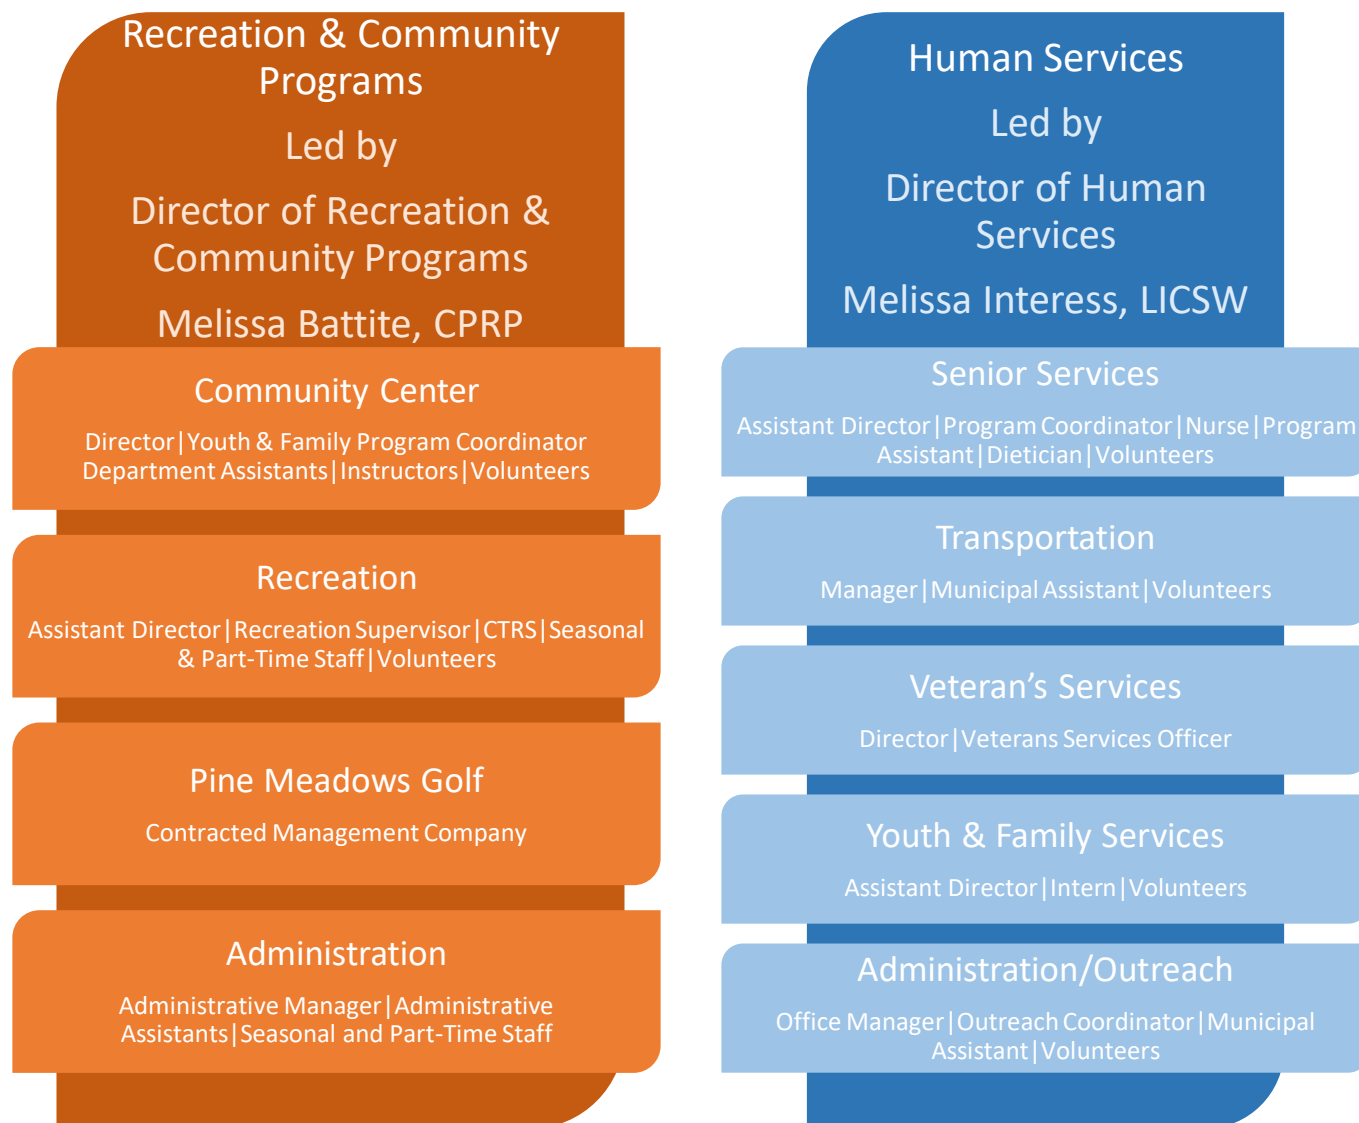 Recreation & Community
Programs
Led by
Director of Recreation &
Community Programs
Melissa Battite, CPRP
Community Center
Director|Youth & Family Program Coordinator
Department Assistants|Instructors|Volunteers
Recreation
Assistant Director|Recreation Supervisor|CTRS|Seasonal
& Part-Time Staff|Volunteers
Pine Meadows Golf
Contracted Management Company
Administration
Administrative Manager|Administrative
Assistants|Seasonal and Part-Time Staff
Human Services
Led by
Director of Human
Services
Melissa Interess, LICSW
Senior Services
Assistant Director|Program Coordinator|Nurse|Program
Assistant|Dietician|Volunteers
Transportation
Manager|Municipal Assistant|Volunteers
Veteran’s Services
Director|Veterans Services Officer
Youth & Family Services
Assistant Director|Intern|Volunteers
Administration/Outreach
Office Manager|Outreach Coordinator|Municipal
Assistant|Volunteers